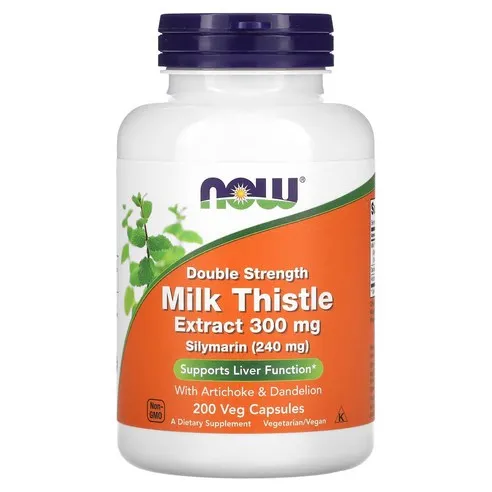 now®
Double Strength
Milk Thistle
Extract 300 mg
Silymarin (240 mg)
Supports Liver Function*
With Artichoke & Dandelion
200 Veg Capsules
Non-
GMO
A Dietary Supplement Vegetarian/Vegan
K